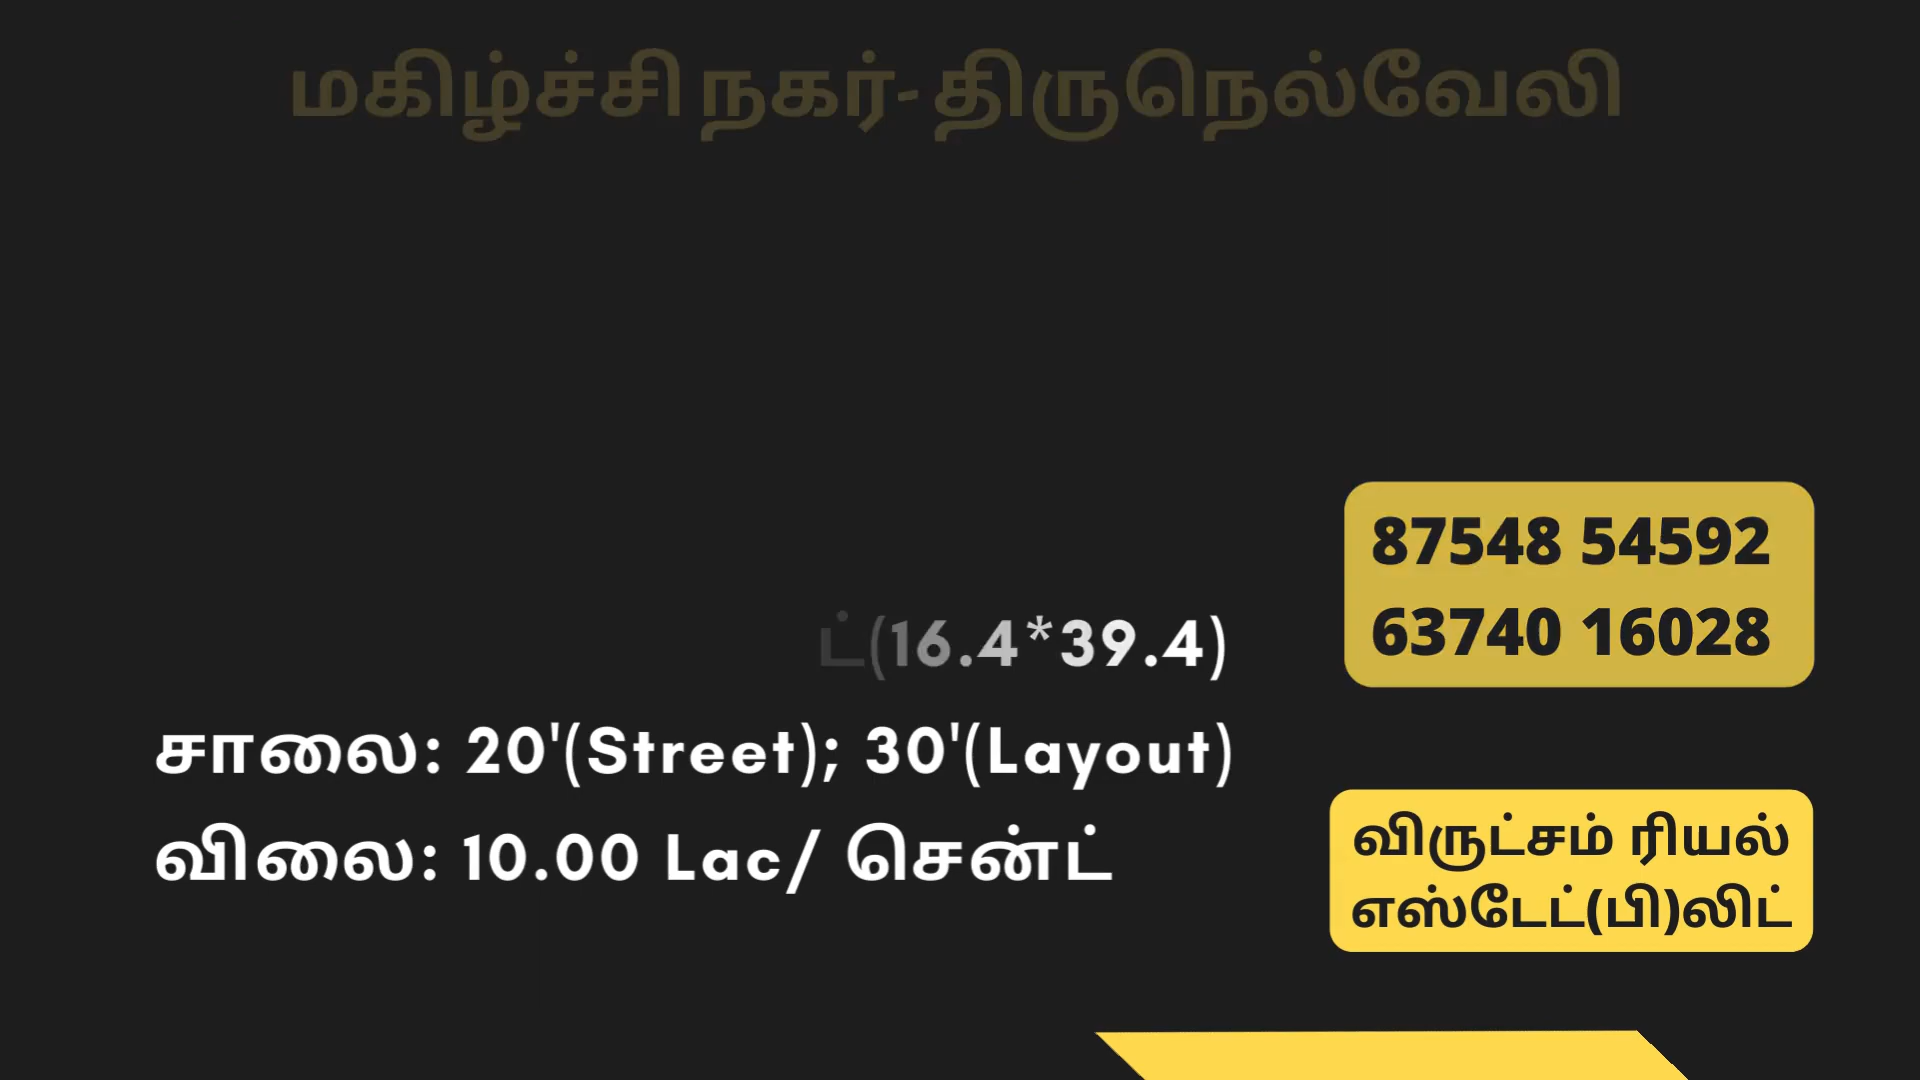 மகிழ்ச்சி நகர்- திருநெல்வேலி
87548 54592
63740 16028
ட்(16.4*39.4)
சாலை: 20'(Street); 30'(Layout)
விலை: 10.00 Lac/ சென்ட்
விருட்சம் ரியல்
எஸ்டேட்(பி)லிட்